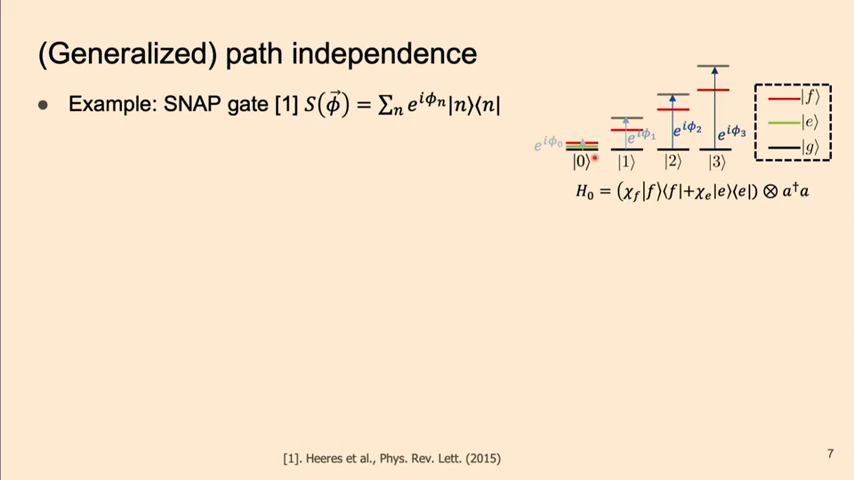 (Generalized) path independence
● Example: SNAP gate [1] S(ϕ⃗) = ∑ₙ e^{iϕₙ}|n⟩⟨n|
|f⟩
|e⟩
|g⟩
e^{iϕ₀} e^{iϕ₁} e^{iϕ₂} e^{iϕ₃}
|0⟩ |1⟩ |2⟩ |3⟩
H₀ = (χ_f|f⟩⟨f|+χₑ|e⟩⟨e|) ⊗ a†a
[1]. Heeres et al., Phys. Rev. Lett. (2015)
7